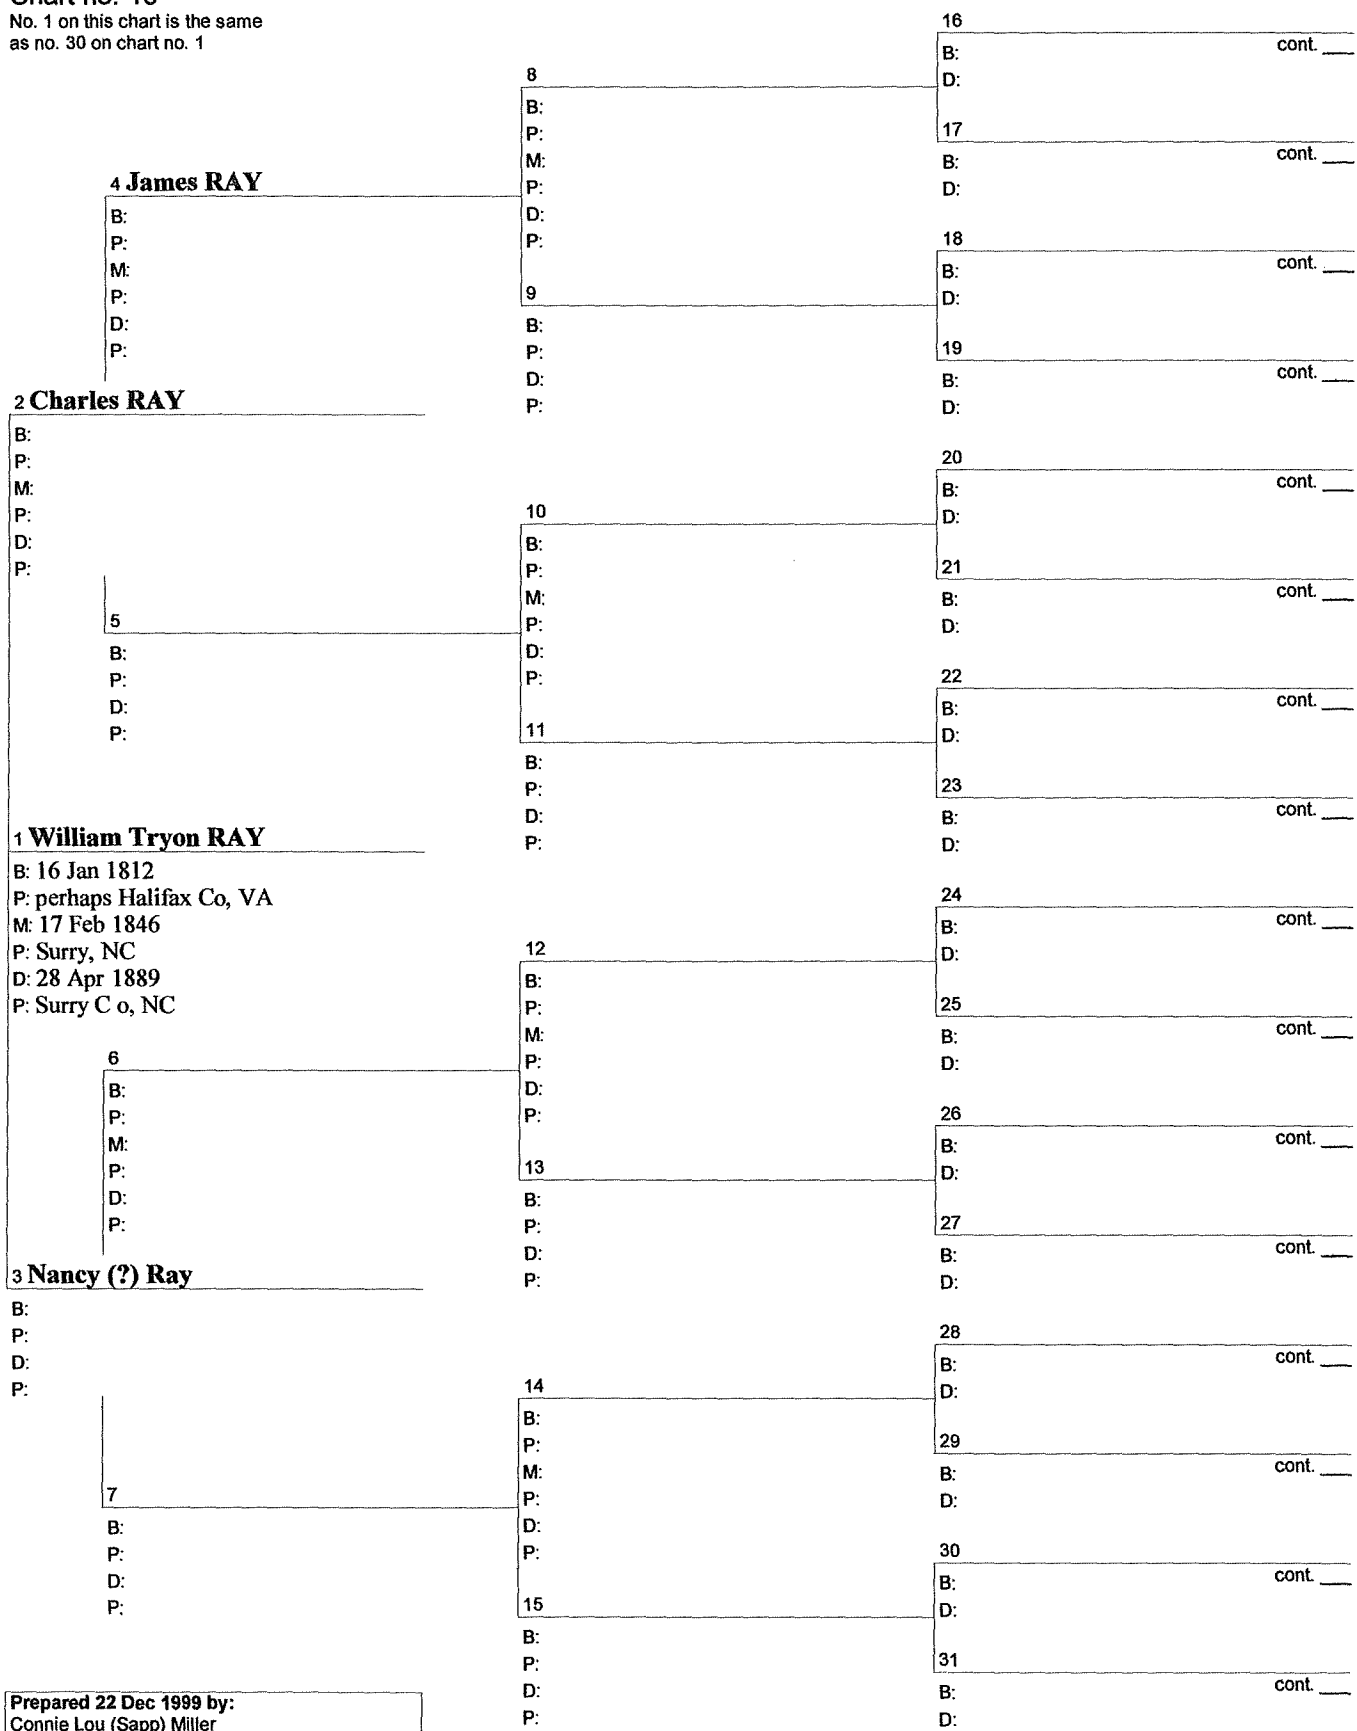 Chart no.
No. 1 on this chart is the same
as no. 30 on chart no. 1
2 Charles RAY
B:
P:
M:
P:
D:
P:
1 William Tryon RAY
B: 16 Jan 1812
P: perhaps Halifax Co, VA
M: 17 Feb 1846
P: Surry, NC
D: 28 Apr 1889
P: Surry C o, NC
3 Nancy (?) Ray
B:
P:
D:
P:
Prepared 22 Dec 1999 by:
Connie Lou (Sapp) Miller
4 James RAY
B:
P:
M:
P:
D:
P:
5
B:
P:
D:
P:
6
B:
P:
M:
P:
D:
P:
7
B:
P:
D:
P:
8
B:
P:
M:
P:
D:
P:
9
B:
P:
D:
P:
10
B:
P:
M:
P:
D:
P:
11
B:
P:
D:
P:
12
B:
P:
M:
P:
D:
P:
13
B:
P:
D:
P:
14
B:
P:
M:
P:
D:
P:
15
B:
P:
D:
P:
16
B: cont. ___
D:
17
B: cont. ___
D:
18
B: cont. ___
D:
19
B: cont. ___
D:
20
B: cont. ___
D:
21
B: cont. ___
D:
22
B: cont. ___
D:
23
B: cont. ___
D:
24
B: cont. ___
D:
25
B: cont. ___
D:
26
B: cont. ___
D:
27
B: cont. ___
D:
28
B: cont. ___
D:
29
B: cont. ___
D:
30
B: cont. ___
D:
31
B: cont. ___
D: